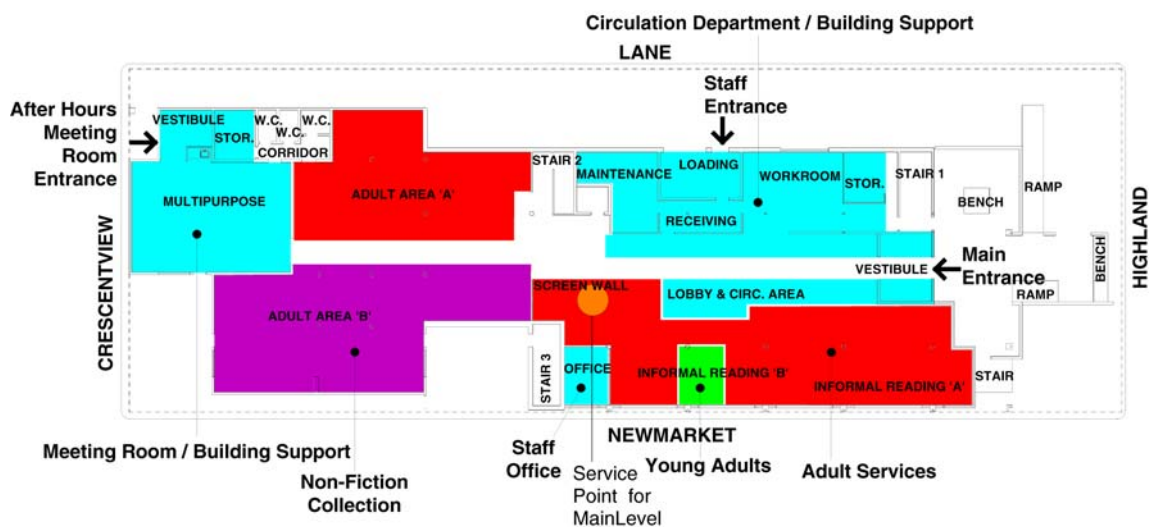 Circulation Department / Building Support
LANE
After Hours
Meeting
Room
Entrance
Staff
Entrance
VESTIBULE
STOR.
W.C.
W.C.
W.C.
CORRIDOR
ADULT AREA 'A'
STAIR 2
MAINTENANCE
LOADING
WORKROOM
STOR.
STAIR 1
RECEIVING
BENCH
RAMP
MULTIPURPOSE
CRESCENTVIEW
HIGHLAND
BENCH
VESTIBULE
Main
Entrance
RAMP
SCREEN WALL
LOBBY & CIRC. AREA
ADULT AREA 'B'
STAIR 3
OFFICE
INFORMAL READING 'B'
INFORMAL READING 'A'
STAIR
NEWMARKET
Meeting Room / Building Support
Non-Fiction
Collection
Staff
Office
Service
Point for
MainLevel
Young Adults
Adult Services